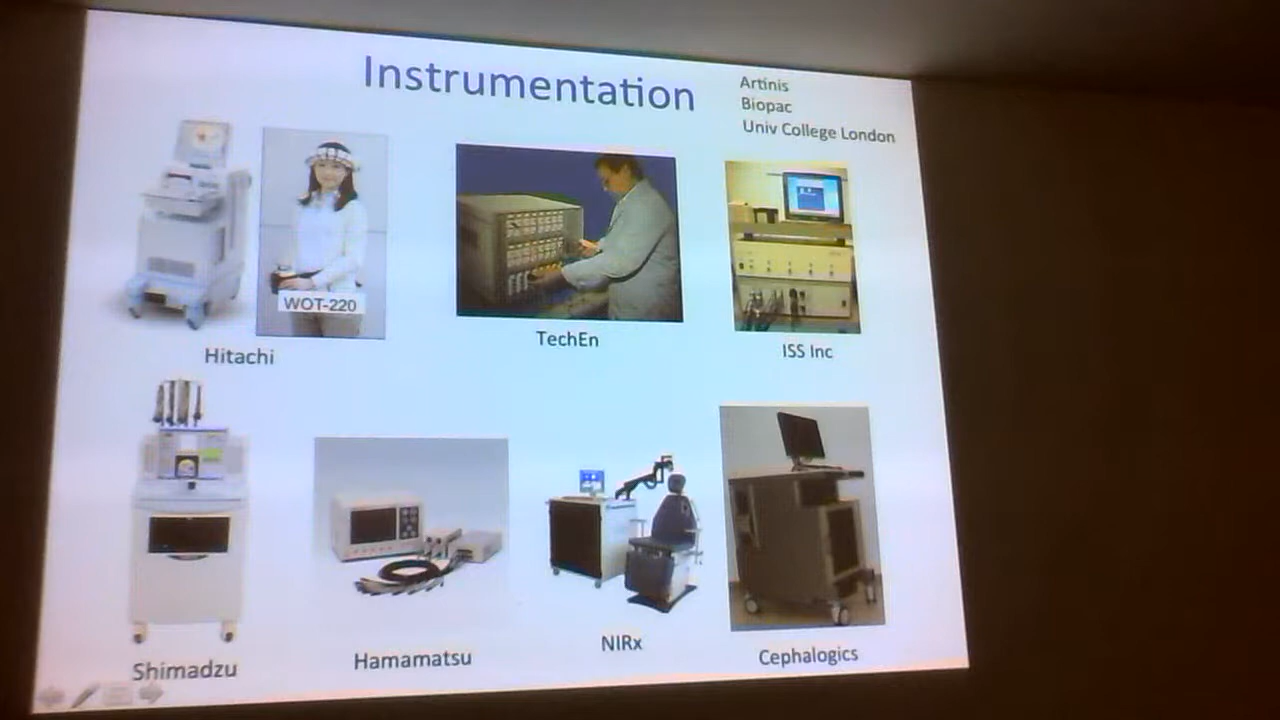 Instrumentation
Artinis
Biopac
Univ College London
WOT-220
Hitachi
TechEn
ISS Inc
Shimadzu
Hamamatsu
NIRx
Cephalogics